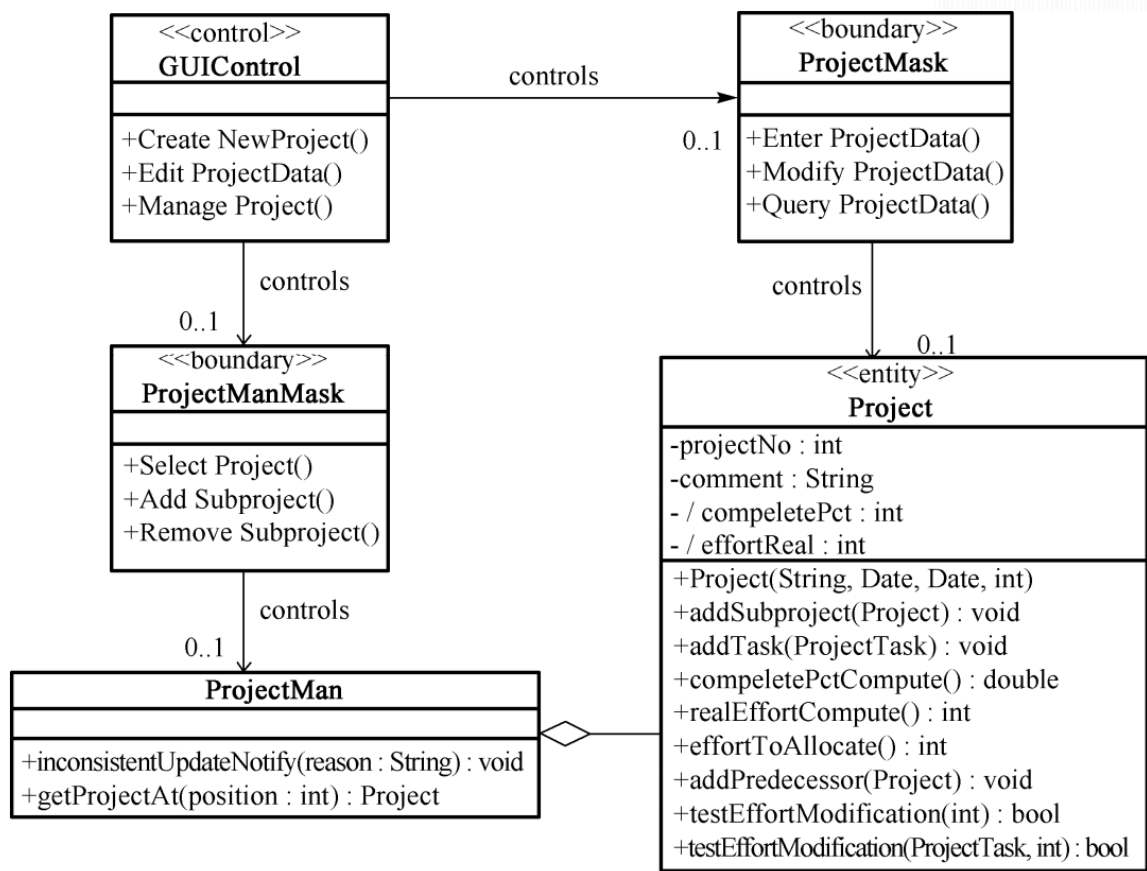 <<control>>
GUIControl
+Create NewProject()
+Edit ProjectData()
+Manage Project()
controls
0..1
<<boundary>>
ProjectMask
+Enter ProjectData()
+Modify ProjectData()
+Query ProjectData()
controls
0..1
<<boundary>>
ProjectManMask
+Select Project()
+Add Subproject()
+Remove Subproject()
controls
0..1
<<entity>>
Project
-projectNo : int
-comment : String
- / compeletePct : int
- / effortReal : int
+Project(String, Date, Date, int)
+addSubproject(Project) : void
+addTask(ProjectTask) : void
+compeletePctCompute() : double
+realEffortCompute() : int
+effortToAllocate() : int
+addPredecessor(Project) : void
+testEffortModification(int) : bool
+testEffortModification(ProjectTask, int) : bool
controls
0..1
ProjectMan
+inconsistentUpdateNotify(reason : String) : void
+getProjectAt(position : int) : Project